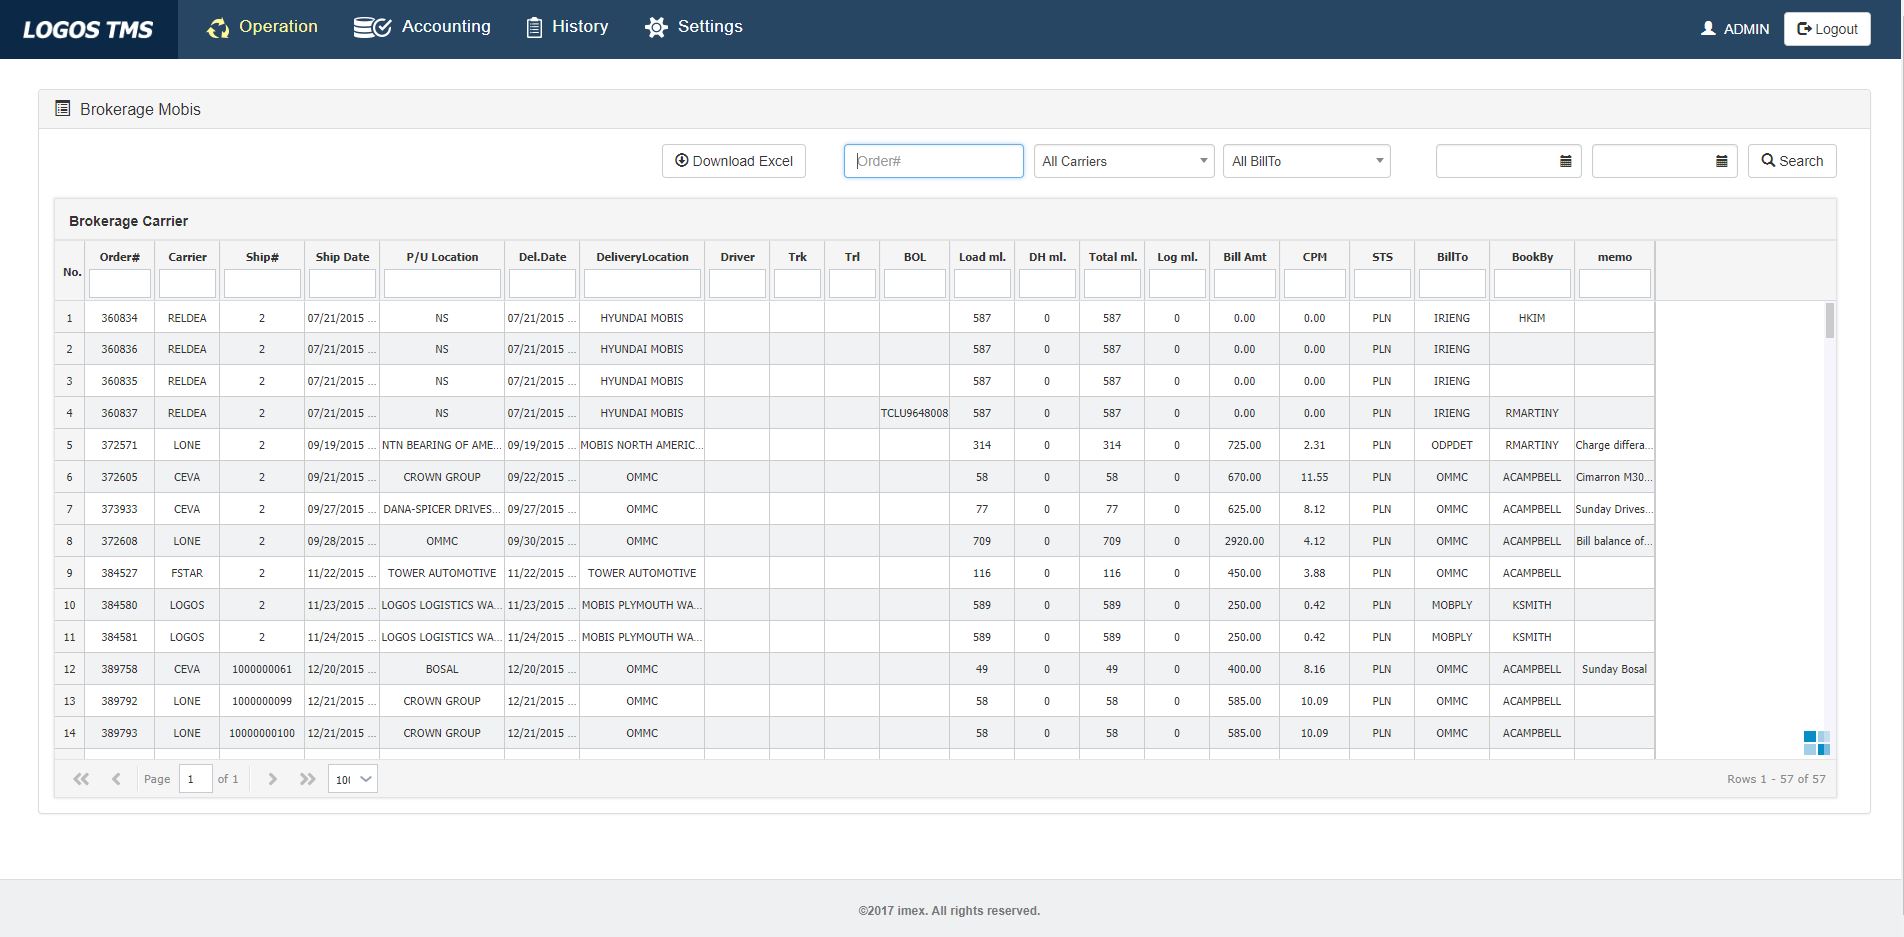 LOGOS TMS Operation Accounting History Settings ADMIN Logout
Brokerage Mobis
Download Excel Order# All Carriers All BillTo Search
Brokerage Carrier
No. Order# Carrier Ship# Ship Date P/U Location Del.Date DeliveryLocation Driver Trk Trl BOL Load ml. DH ml. Total ml. Log ml. Bill Amt CPM STS BillTo BookBy memo
1 360834 RELDEA 2 07/21/2015 ... NS 07/21/2015 ... HYUNDAI MOBIS 587 0 587 0 0.00 0.00 PLN IRIENG HKIM
2 360836 RELDEA 2 07/21/2015 ... NS 07/21/2015 ... HYUNDAI MOBIS 587 0 587 0 0.00 0.00 PLN IRIENG
3 360835 RELDEA 2 07/21/2015 ... NS 07/21/2015 ... HYUNDAI MOBIS 587 0 587 0 0.00 0.00 PLN IRIENG
4 360837 RELDEA 2 07/21/2015 ... NS 07/21/2015 ... HYUNDAI MOBIS TCLU9648008 587 0 587 0 0.00 0.00 PLN IRIENG RMARTINY
5 372571 LONE 2 09/19/2015 ... NTN BEARING OF AME... 09/19/2015 ... MOBIS NORTH AMERIC... 314 0 314 0 725.00 2.31 PLN ODPDET RMARTINY Charge differa...
6 372605 CEVA 2 09/21/2015 ... CROWN GROUP 09/22/2015 ... OMMC 58 0 58 0 670.00 11.55 PLN OMMC ACAMPBELL Cimarron M30...
7 373933 CEVA 2 09/27/2015 ... DANA-SPICER DRIVES... 09/27/2015 ... OMMC 77 0 77 0 625.00 8.12 PLN OMMC ACAMPBELL Sunday Drives...
8 372608 LONE 2 09/28/2015 ... OMMC 09/30/2015 ... OMMC 709 0 709 0 2920.00 4.12 PLN OMMC ACAMPBELL Bill balance of...
9 384527 FSTAR 2 11/22/2015 ... TOWER AUTOMOTIVE 11/22/2015 ... TOWER AUTOMOTIVE 116 0 116 0 450.00 3.88 PLN OMMC ACAMPBELL
10 384580 LOGOS 2 11/23/2015 ... LOGOS LOGISTICS WA... 11/23/2015 ... MOBIS PLYMOUTH WA... 589 0 589 0 250.00 0.42 PLN MOBPLY KSMITH
11 384581 LOGOS 2 11/24/2015 ... LOGOS LOGISTICS WA... 11/24/2015 ... MOBIS PLYMOUTH WA... 589 0 589 0 250.00 0.42 PLN MOBPLY KSMITH
12 389758 CEVA 1000000061 12/20/2015 ... BOSAL 12/20/2015 ... OMMC 49 0 49 0 400.00 8.16 PLN OMMC ACAMPBELL Sunday Bosal
13 389792 LONE 1000000099 12/21/2015 ... CROWN GROUP 12/21/2015 ... OMMC 58 0 58 0 585.00 10.09 PLN OMMC ACAMPBELL
14 389793 LONE 10000000100 12/21/2015 ... CROWN GROUP 12/21/2015 ... OMMC 58 0 58 0 585.00 10.09 PLN OMMC ACAMPBELL
Page 1 of 1 Rows 1 - 57 of 57
©2017 imex. All rights reserved.